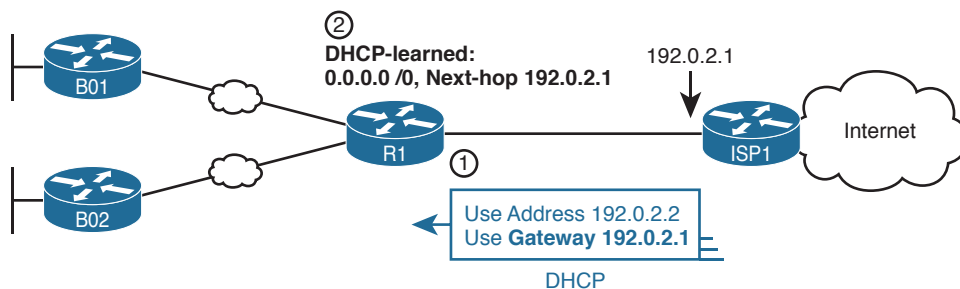 ②
DHCP-learned:
0.0.0.0 /0, Next-hop 192.0.2.1
192.0.2.1
B01
R1
ISP1
Internet
①
B02
Use Address 192.0.2.2
Use Gateway 192.0.2.1
DHCP